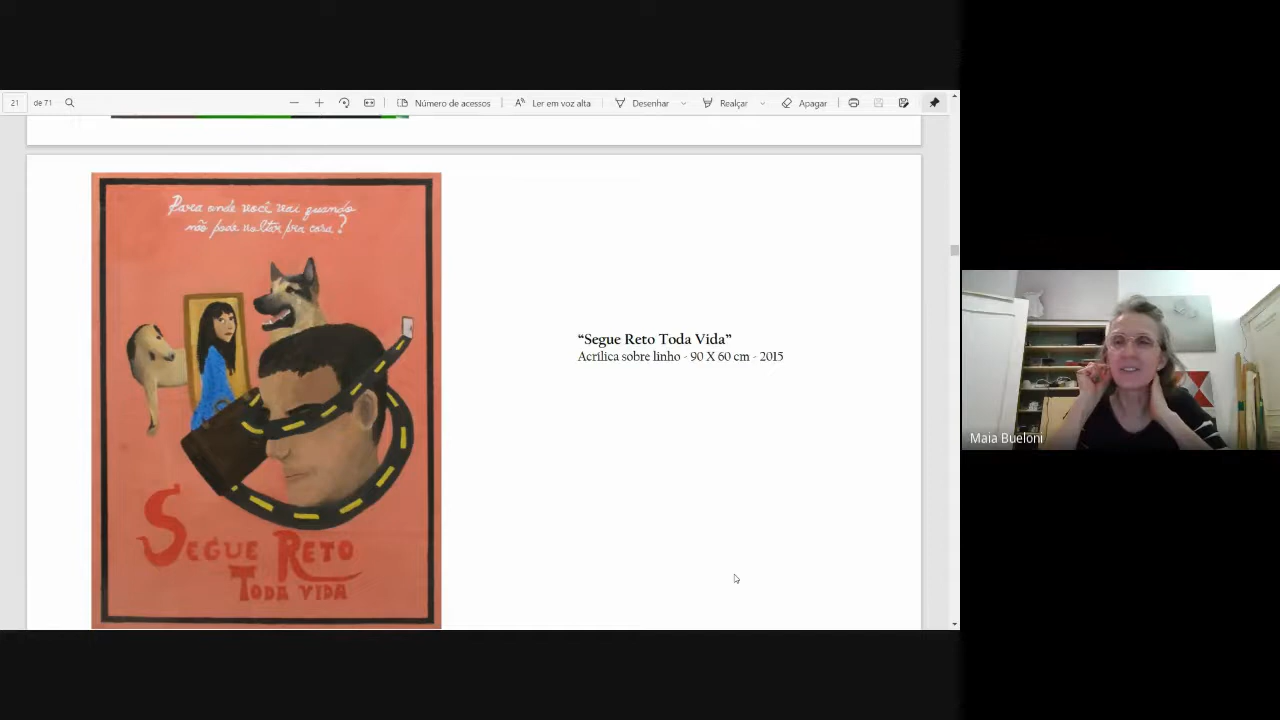 21 de 71
Número de acessos
Ler em voz alta
Desenhar
Realçar
Apagar
Para onde você vai quando
não pode voltar pra casa?
SEGUE RETO
TODA VIDA
“Segue Reto Toda Vida”
Acrílica sobre linho - 90 X 60 cm - 2015
Maia Bueloni